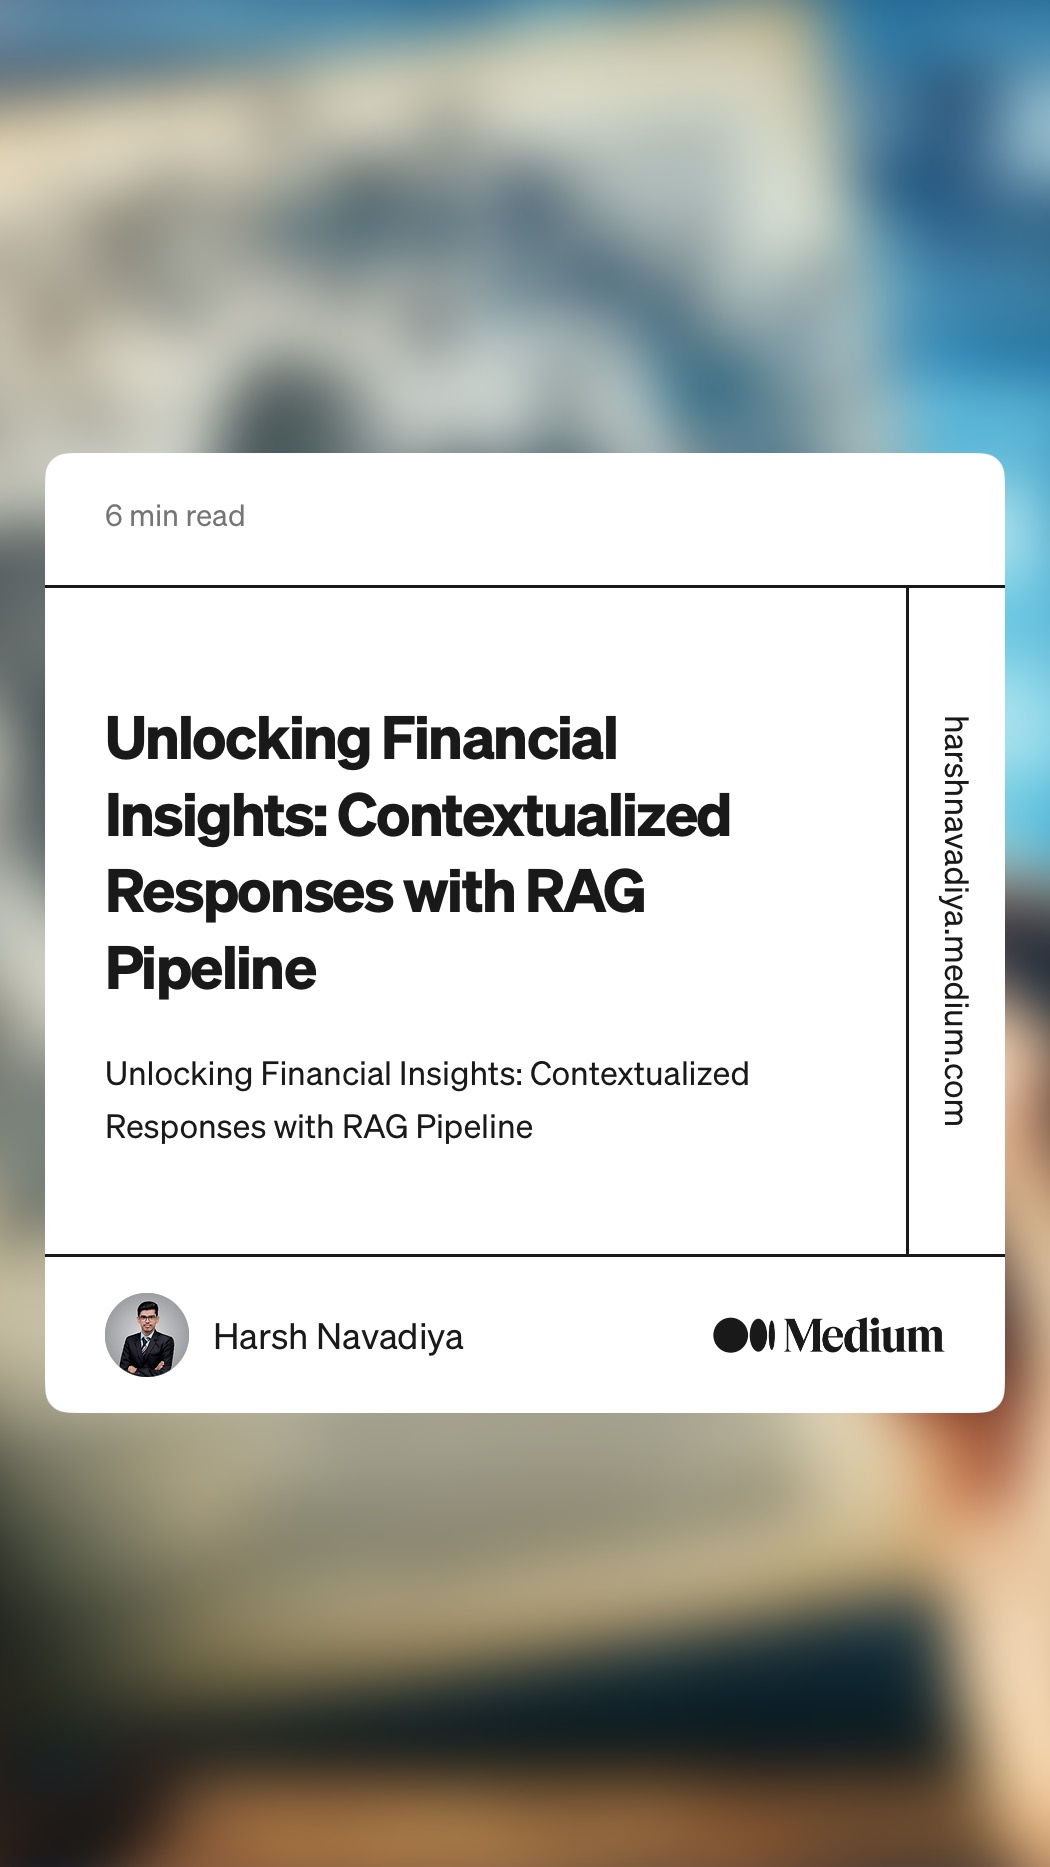 6 min read
Unlocking Financial
Insights: Contextualized
Responses with RAG
Pipeline
Unlocking Financial Insights: Contextualized
Responses with RAG Pipeline
harshnavadiya.medium.com
Harsh Navadiya
Medium